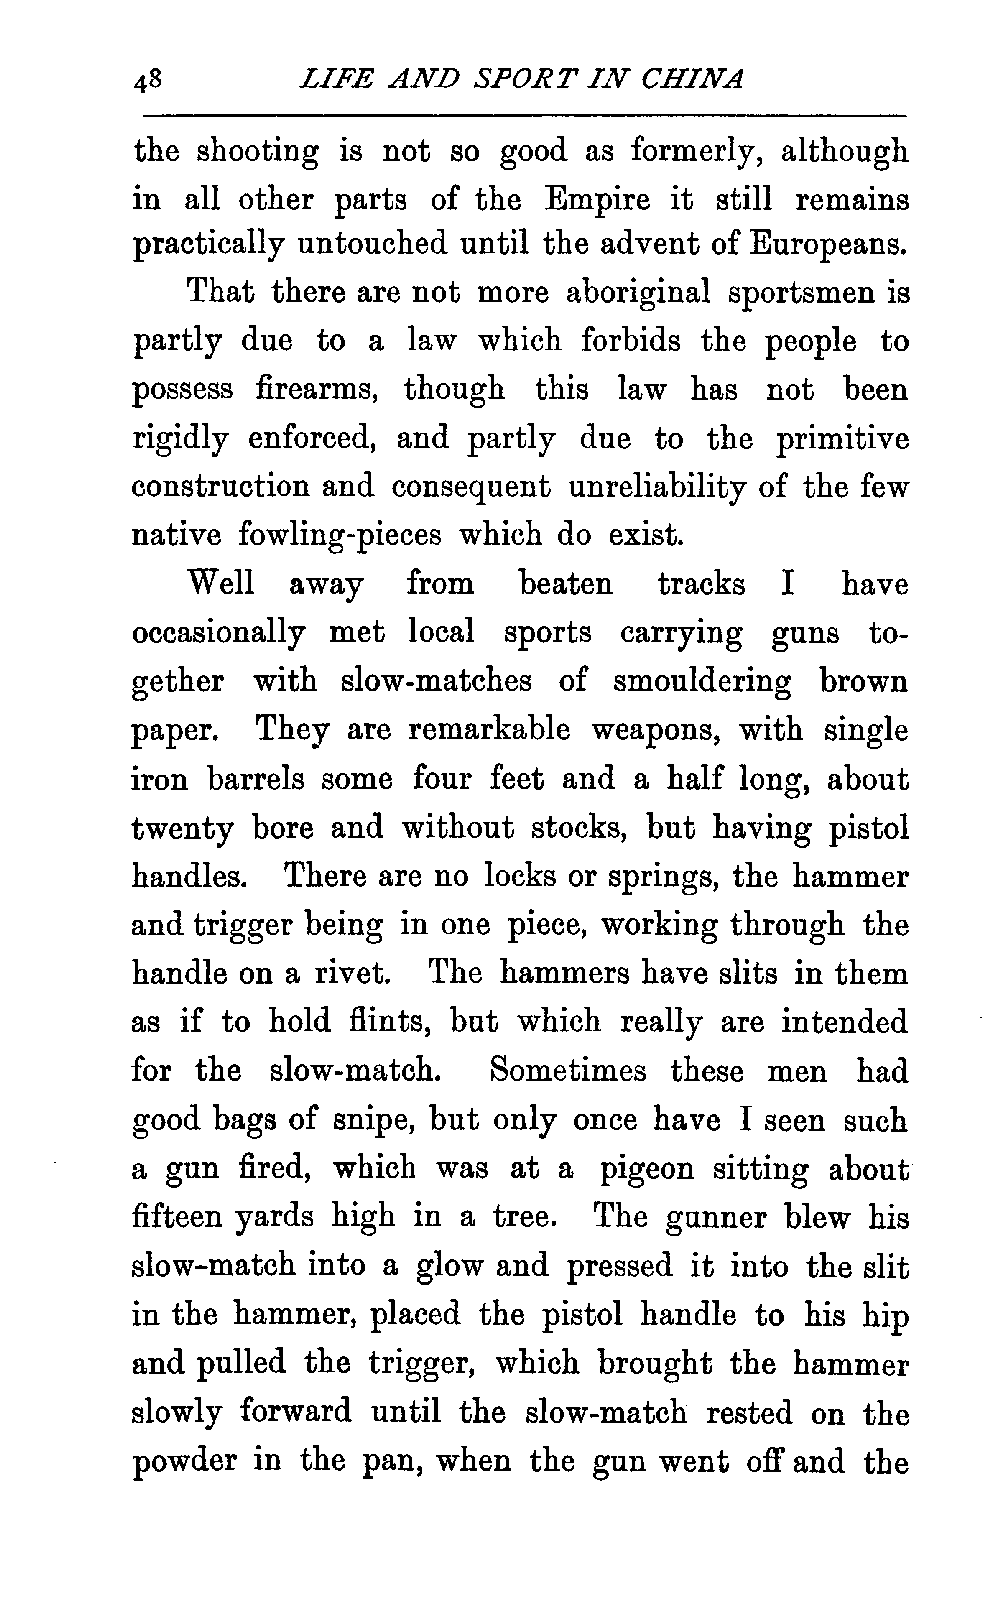 48 LIFE AND SPORT IN CHINA
the shooting is not so good as formerly, although
in all other parts of the Empire it still remains
practically untouched until the advent of Europeans.
That there are not more aboriginal sportsmen is
partly due to a law which forbids the people to
possess firearms, though this law has not been
rigidly enforced, and partly due to the primitive
construction and consequent unreliability of the few
native fowling-pieces which do exist.
Well away from beaten tracks I have
occasionally met local sports carrying guns to-
gether with slow-matches of smouldering brown
paper. They are remarkable weapons, with single
iron barrels some four feet and a half long, about
twenty bore and without stocks, but having pistol
handles. There are no locks or springs, the hammer
and trigger being in one piece, working through the
handle on a rivet. The hammers have slits in them
as if to hold flints, but which really are intended
for the slow-match. Sometimes these men had
good bags of snipe, but only once have I seen such
a gun fired, which was at a pigeon sitting about
fifteen yards high in a tree. The gunner blew his
slow-match into a glow and pressed it into the slit
in the hammer, placed the pistol handle to his hip
and pulled the trigger, which brought the hammer
slowly forward until the slow-match rested on the
powder in the pan, when the gun went off and the